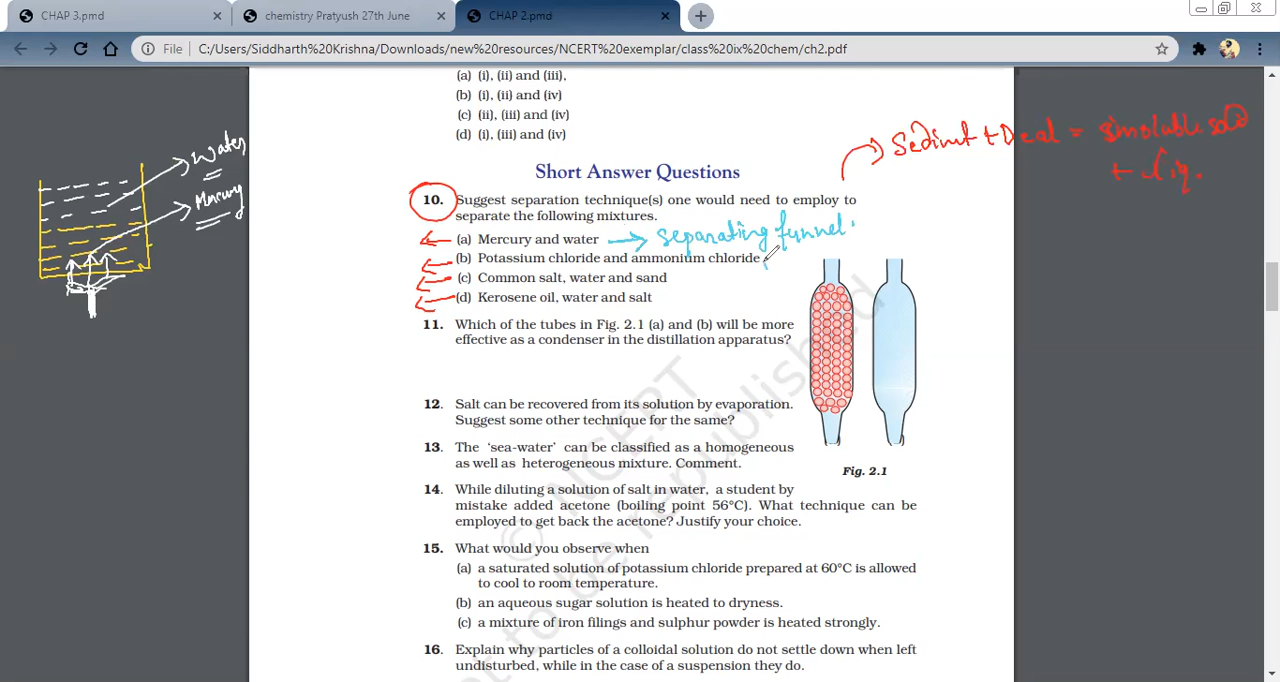 CHAP 3.pmd
chemistry Pratyush 27th June
CHAP 2.pmd
File
C:/Users/Siddharth%20Krishna/Downloads/new%20resources/NCERT%20exemplar/class%20ix%20chem/ch2.pdf
(a) (i), (ii) and (iii),
(b) (i), (ii) and (iv)
(c) (ii), (iii) and (iv)
(d) (i), (iii) and (iv)
+ Liq.
Water
Mercury
Short Answer Questions
10. Suggest separation technique(s) one would need to employ to
separate the following mixtures.
(a) Mercury and water → separating funnel
(b) Potassium chloride and ammonium chloride
(c) Common salt, water and sand
(d) Kerosene oil, water and salt
11. Which of the tubes in Fig. 2.1 (a) and (b) will be more
effective as a condenser in the distillation apparatus?
12. Salt can be recovered from its solution by evaporation.
Suggest some other technique for the same?
13. The ‘sea-water’ can be classified as a homogeneous
as well as heterogeneous mixture. Comment.
Fig. 2.1
14. While diluting a solution of salt in water, a student by
mistake added acetone (boiling point 56°C). What technique can be
employed to get back the acetone? Justify your choice.
15. What would you observe when
(a) a saturated solution of potassium chloride prepared at 60°C is allowed
to cool to room temperature.
(b) an aqueous sugar solution is heated to dryness.
(c) a mixture of iron filings and sulphur powder is heated strongly.
16. Explain why particles of a colloidal solution do not settle down when left
undisturbed, while in the case of a suspension they do.
© NCERT
not to be republished